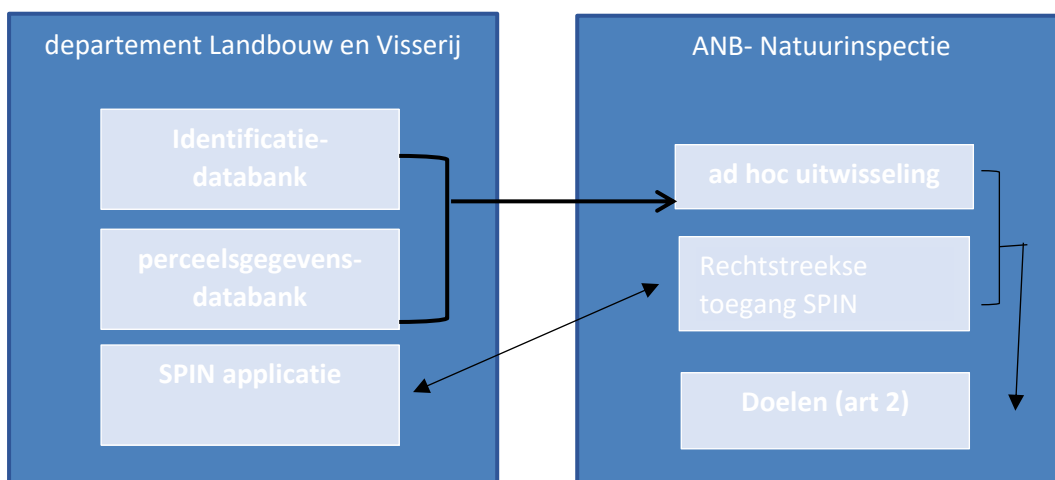 departement Landbouw en Visserij
Identificatie-
databank
perceelsgegevens-
databank
SPIN applicatie
ANB- Natuurinspectie
ad hoc uitwisseling
Rechtstreekse
toegang SPIN
Doelen (art 2)